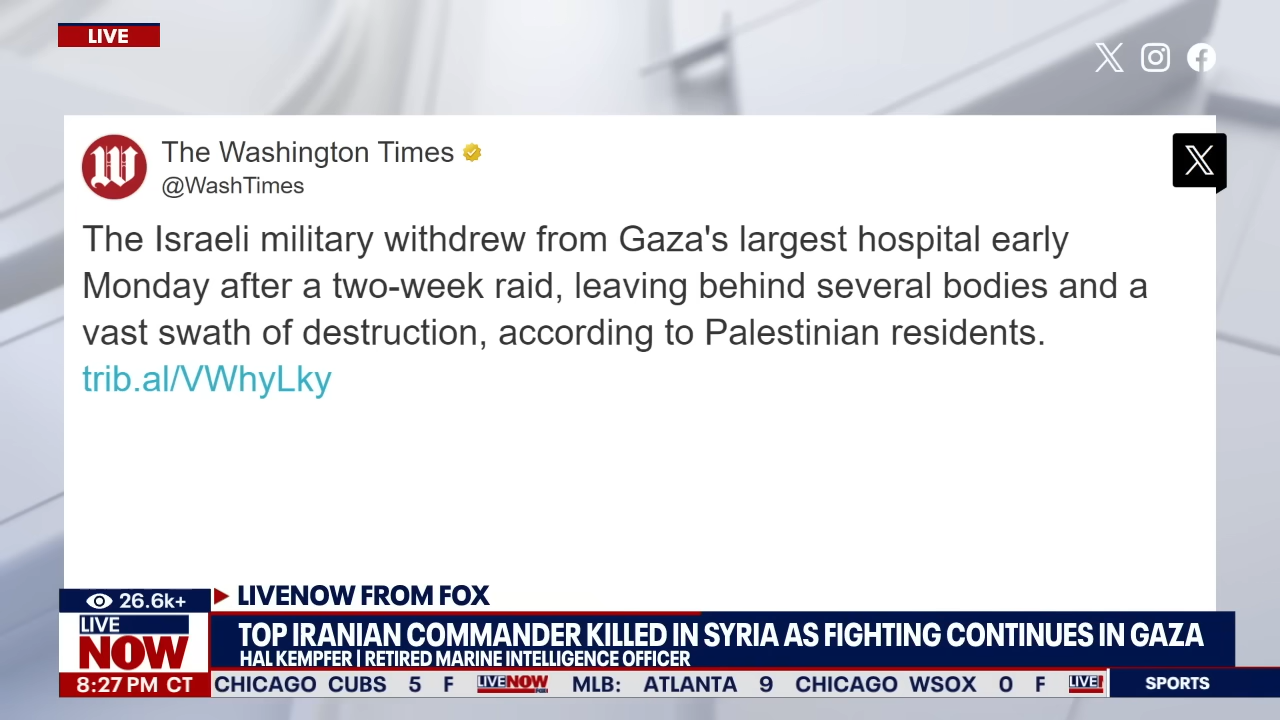 LIVE
The Washington Times
@WashTimes
The Israeli military withdrew from Gaza's largest hospital early
Monday after a two-week raid, leaving behind several bodies and a
vast swath of destruction, according to Palestinian residents.
trib.al/VWhyLky
26.6k+
LIVENOW FROM FOX
LIVE
NOW
TOP IRANIAN COMMANDER KILLED IN SYRIA AS FIGHTING CONTINUES IN GAZA
HAL KEMPFER | RETIRED MARINE INTELLIGENCE OFFICER
8:27 PM CT
CHICAGO CUBS 5 F LIVENOW FOX MLB: ATLANTA 9 CHICAGO WSOX 0 F LIVE
SPORTS